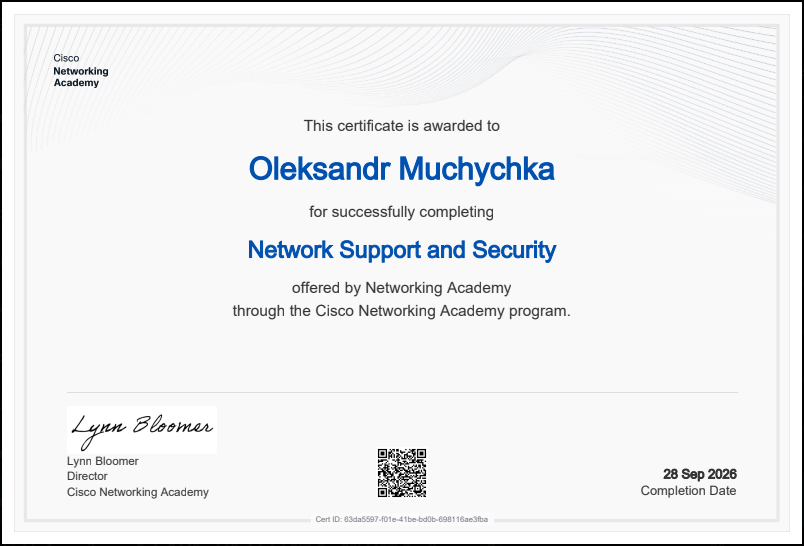 Cisco
Networking
Academy
This certificate is awarded to
Oleksandr Muchychka
for successfully completing
Network Support and Security
offered by Networking Academy
through the Cisco Networking Academy program.
Lynn Bloomer
Lynn Bloomer
Director
Cisco Networking Academy
28 Sep 2026
Completion Date
Cert ID: 63da5597-f01e-41be-bd0b-698116ae3fba